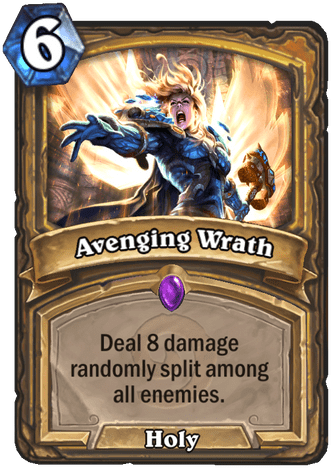 6
Avenging Wrath
Deal 8 damage
randomly split among
all enemies.
Holy